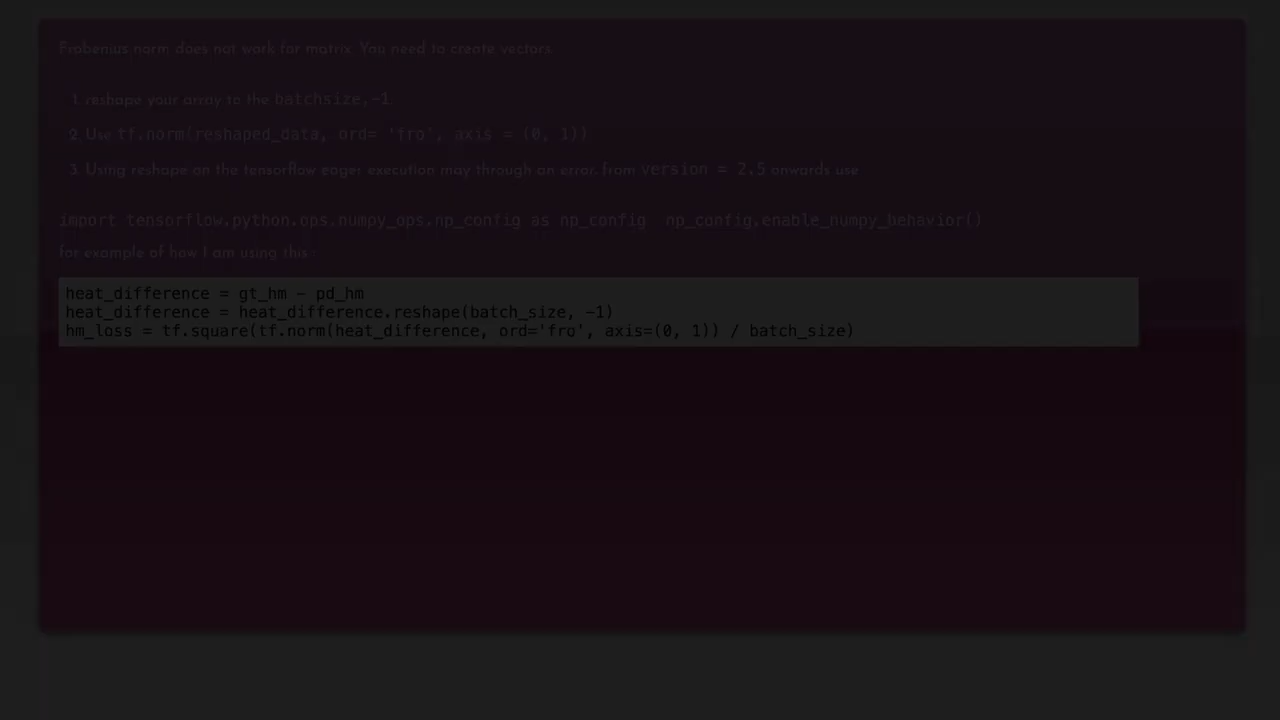 Frobenius norm does not work for matrix. You need to create vectors.
1. reshape your array to the batchsize,-1.
2. Use tf.norm(reshaped_data, ord= 'fro', axis = (0, 1))
3. Using reshape on the tensorflow eager execution may through an error. from version = 2.5 onwards use
import tensorflow.python.ops.numpy_ops.np_config as np_config  np_config.enable_numpy_behavior()
for example of how I am using this :
heat_difference = gt_hm - pd_hm
heat_difference = heat_difference.reshape(batch_size, -1)
hm_loss = tf.square(tf.norm(heat_difference, ord='fro', axis=(0, 1)) / batch_size)